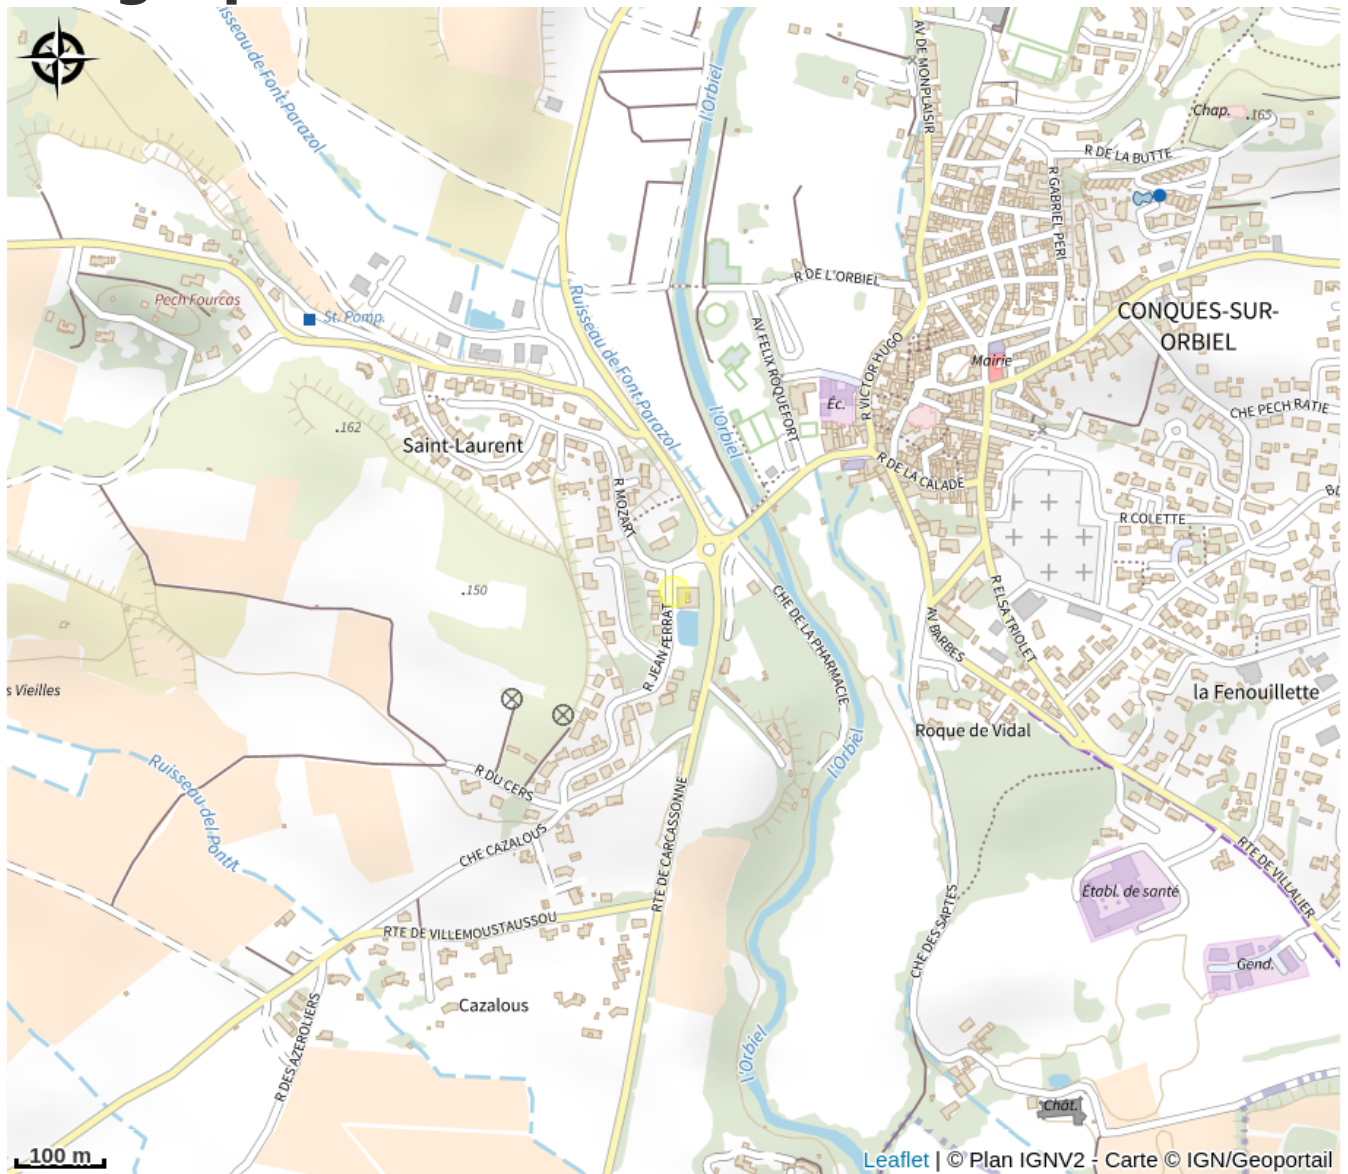 Ruisseau de Font Parazol
l'Orbiel
AV DE MONPLAISIR
Chap.
.165
R DE LA BUTTE
R GABRIEL PERI
R DE L'ORBIEL
Pech Fourcas
St. Pomp.
Ruisseau de Font Parazol
AV FELIX ROQUEFORT
R VICTOR HUGO
CONQUES-SUR-
ORBIEL
Mairie
Éc.
CHE PECH RATIE
l'Orbiel
.162
Saint-Laurent
R DE LA CALADE
R MOZART
R COLETTE
.150
CHE DE LA PHARMACIE
R JEAN FERRAT
AV BARBES
R ELSA TRIOLET
s Vieilles
la Fenouillette
Roque de Vidal
l'Orbiel
Ruisseau del Pontit
R DU CERS
CHE CAZALOUS
RTE DE CARCASSONNE
RTE DE VILLALIER
Établ. de santé
RTE DE VILLEMOUSTAUSSOU
CHE DES SAPTES
Gend.
Cazalous
R DES AZEROLIERS
l'Orbiel
Chât.
100 m
Leaflet | © Plan IGNV2 - Carte © IGN/Geoportail